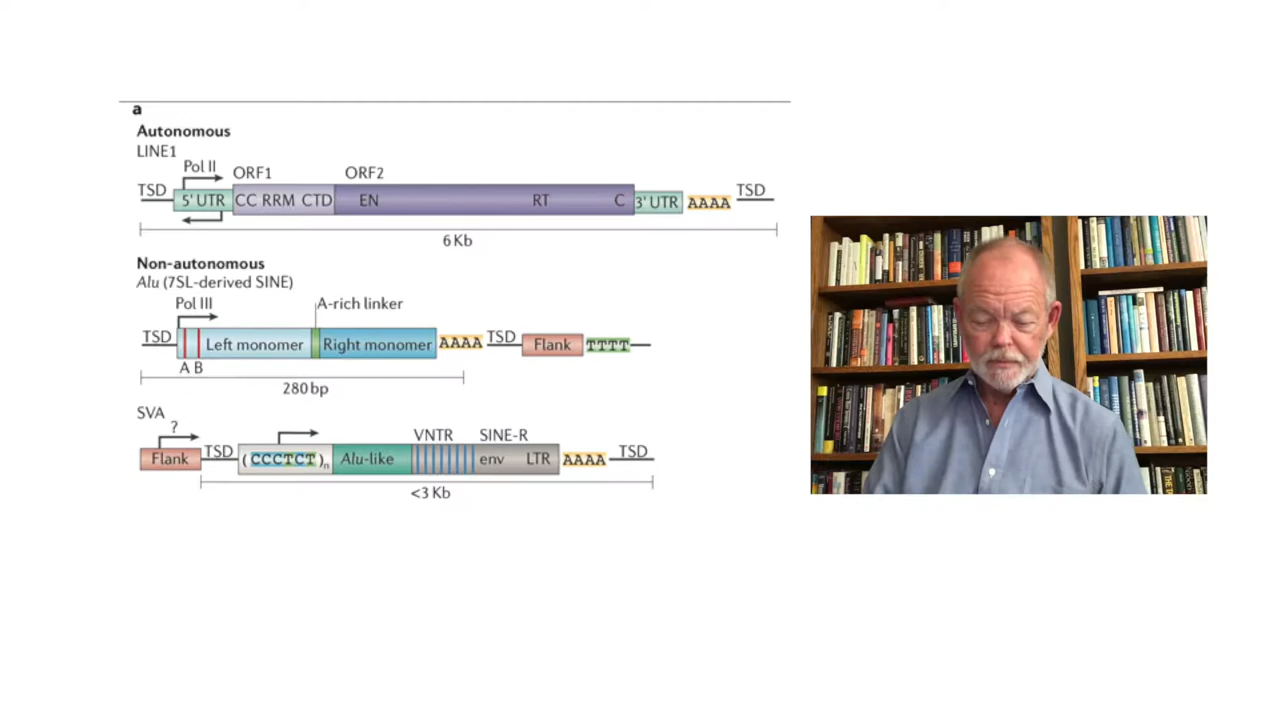 a
Autonomous
LINE1
Pol II
ORF1
ORF2
TSD
5' UTR
CC RRM CTD
EN
RT
C
3' UTR
AAAA
TSD
6 Kb
Non-autonomous
Alu (7SL-derived SINE)
Pol III
A-rich linker
TSD
Left monomer
Right monomer
AAAA
TSD
Flank
TTTT
A B
280 bp
SVA
?
VNTR
SINE-R
Flank
TSD
(CCCTCT)n
Alu-like
env
LTR
AAAA
TSD
<3 Kb